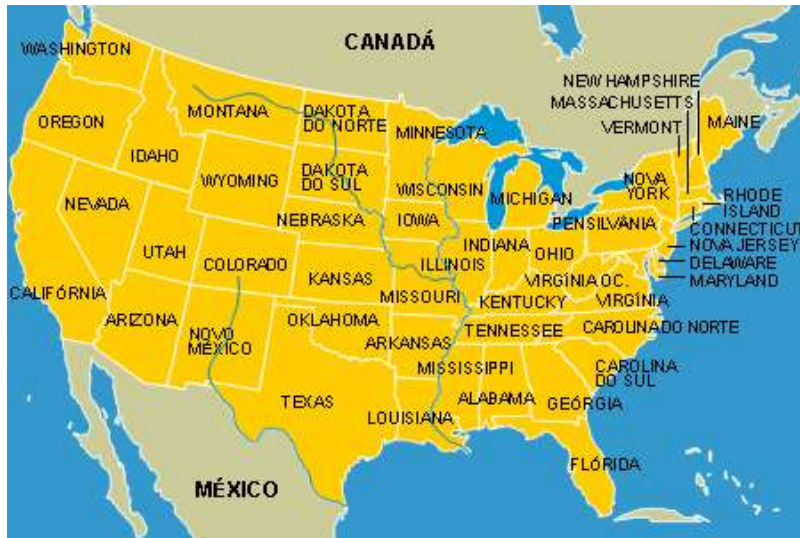 CANADÁ
WASHINGTON
NEW HAMPSHIRE
MASSACHUSETTS
VERMONT
MAINE
MONTANA
DAKOTA
DO NORTE
MINNESOTA
OREGON
IDAHO
WYOMING
DAKOTA
DO SUL
WISCONSIN
MICHIGAN
NOVA
YORK
RHODE
ISLAND
CONNECTICUT
NOVA JERSEY
DELAWARE
MARYLAND
NEVADA
NEBRASKA
IOWA
PENSILVÂNIA
UTAH
COLORADO
KANSAS
ILLINOIS
INDIANA
OHIO
VIRGÍNIA OC.
VIRGÍNIA
CALIFÓRNIA
MISSOURI
KENTUCKY
ARIZONA
NOVO
MÉXICO
OKLAHOMA
ARKANSAS
TENNESSEE
CAROLINA DO NORTE
CAROLINA
DO SUL
MISSISSIPPI
ALABAMA
GEÓRGIA
TEXAS
LOUISIANA
FLÓRIDA
MÉXICO